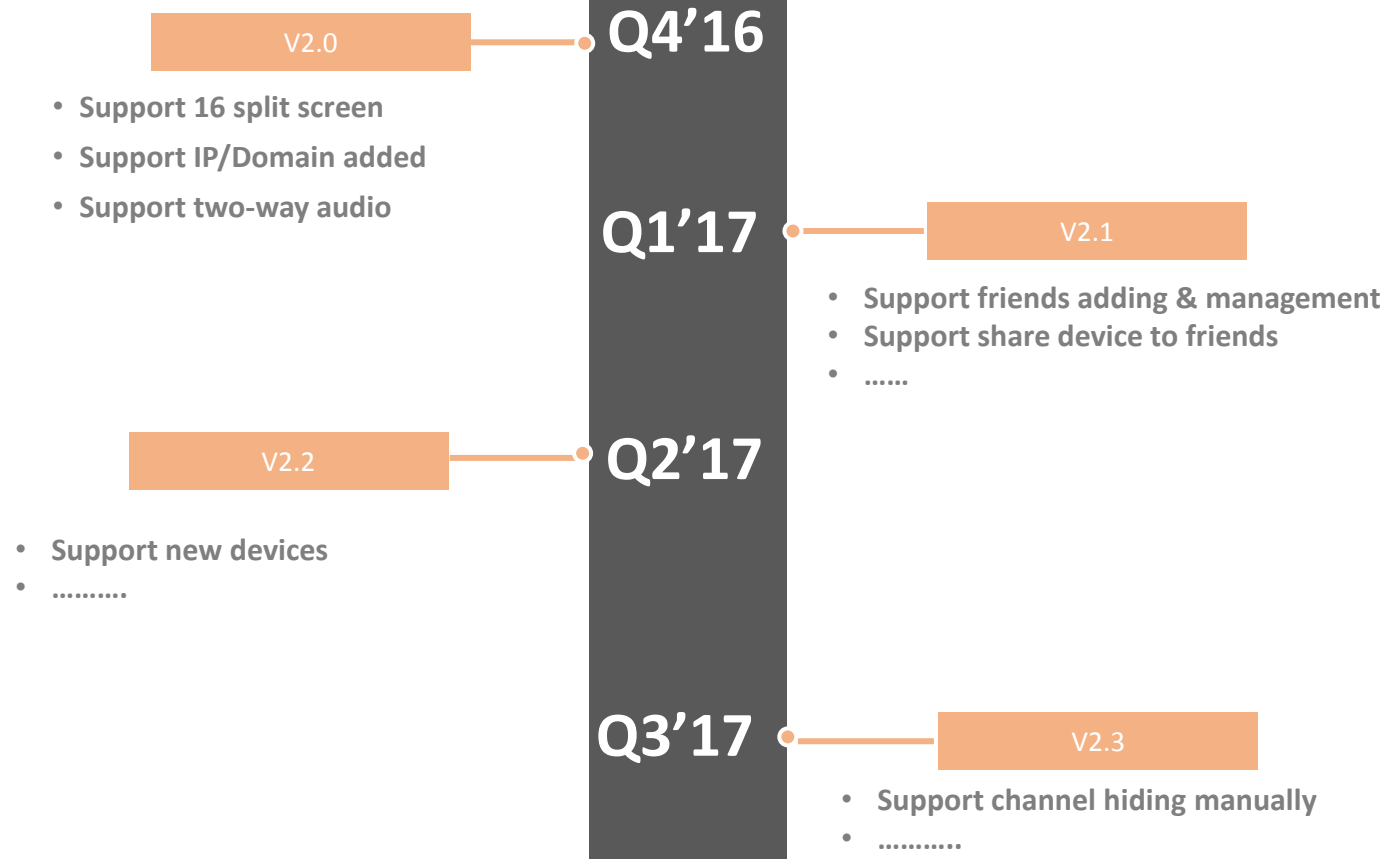 Q4’16
V2.0
• Support 16 split screen
• Support IP/Domain added
• Support two-way audio
Q1’17
V2.1
• Support friends adding & management
• Support share device to friends
• ……
Q2’17
V2.2
• Support new devices
• ……….
Q3’17
V2.3
• Support channel hiding manually
• ………..